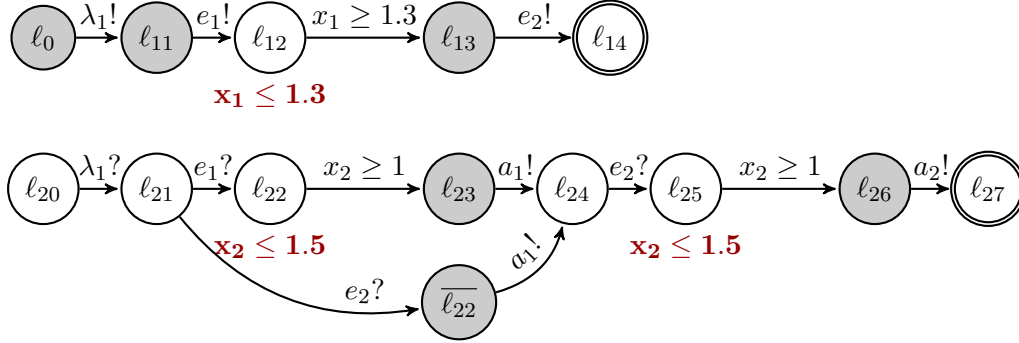 λ₁! e₁! x₁ ≥ 1.3 e₂!
ℓ₀ ℓ₁₁ ℓ₁₂ ℓ₁₃ ℓ₁₄
x₁ ≤ 1.3
λ₁? e₁? x₂ ≥ 1 a₁! e₂? x₂ ≥ 1 a₂!
ℓ₂₀ ℓ₂₁ ℓ₂₂ ℓ₂₃ ℓ₂₄ ℓ₂₅ ℓ₂₆ ℓ₂₇
x₂ ≤ 1.5 x₂ ≤ 1.5
a₁!
e₂? ℓ̅₂̅₂̅